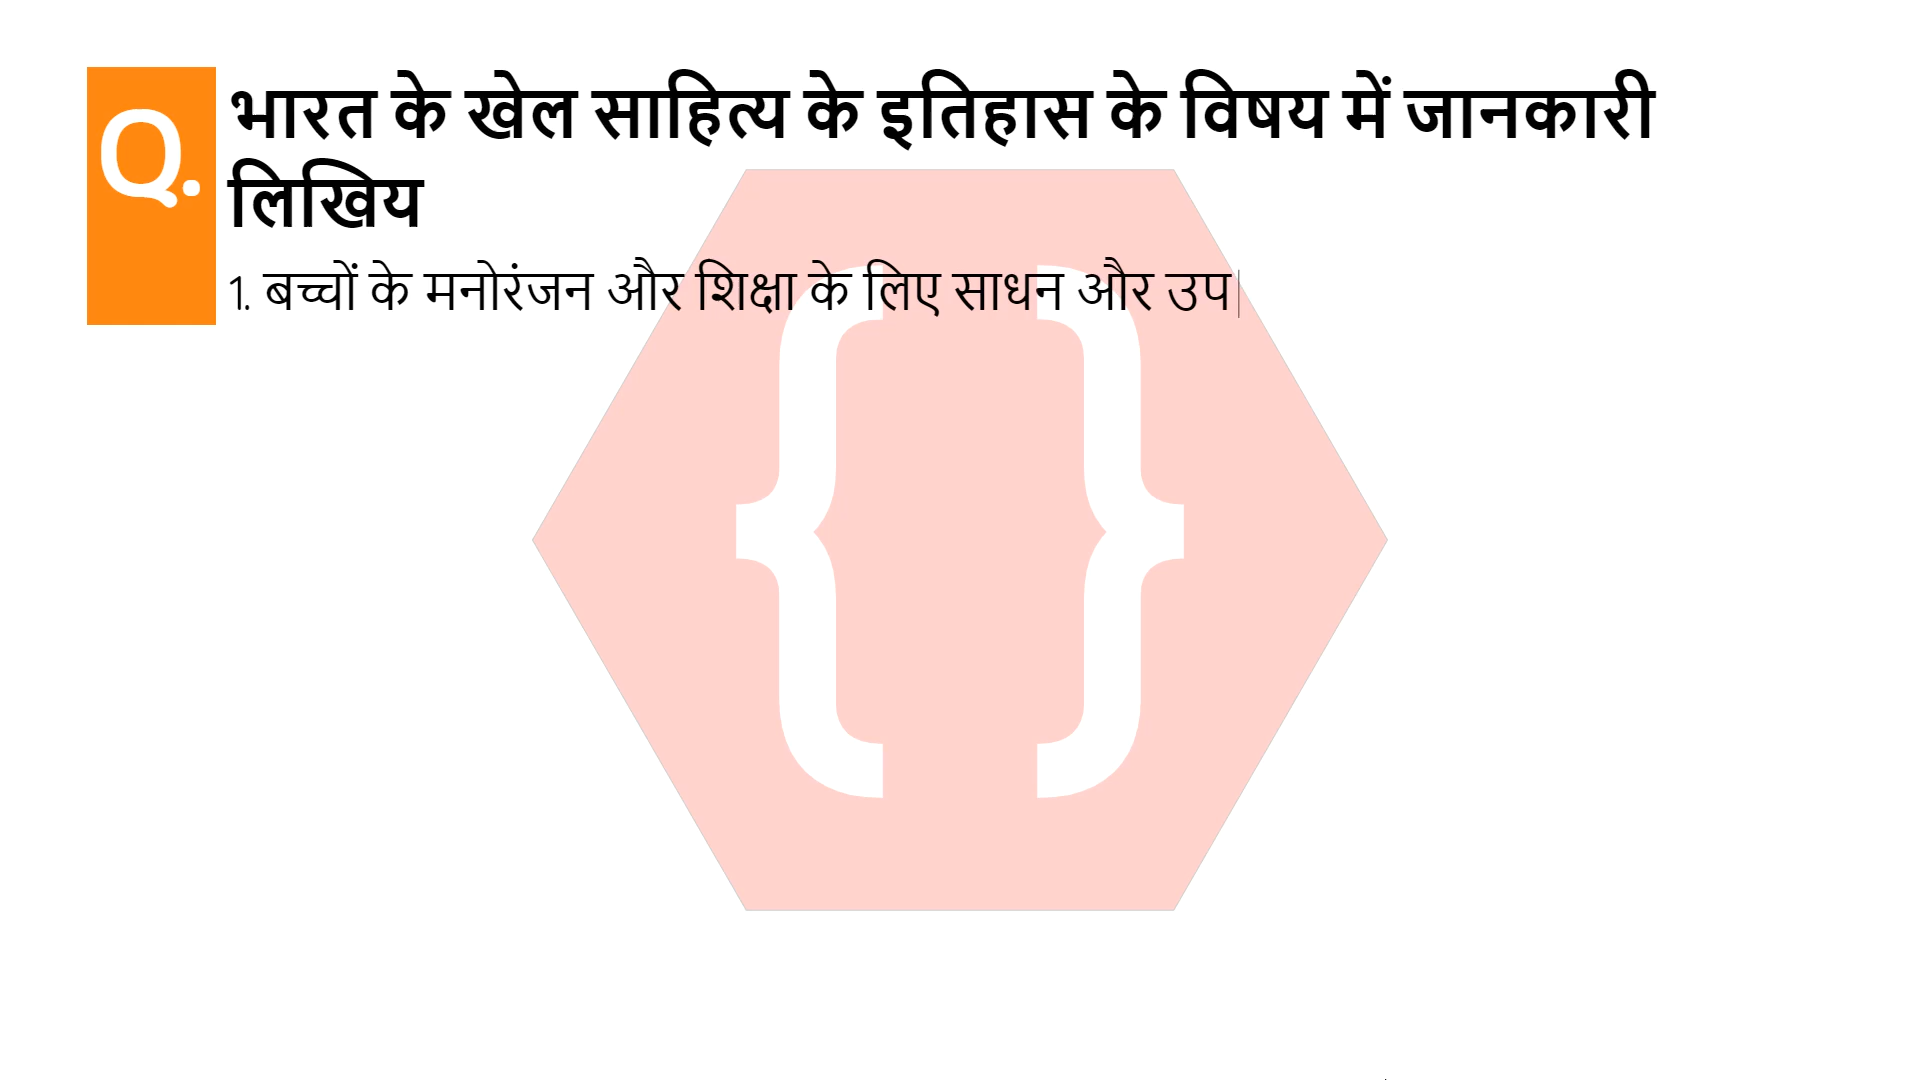 Q.
भारत के खेल साहित्य के इतिहास के विषय में जानकारी
लिखिय
1. बच्चों के मनोरंजन और शिक्षा के लिए साधन और उप
{ }